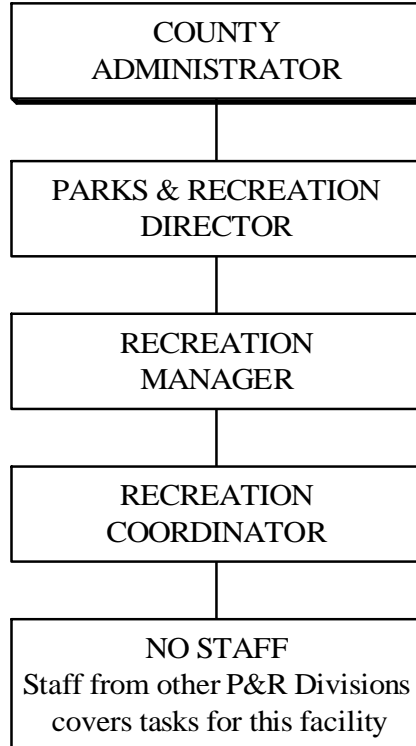 COUNTY
ADMINISTRATOR
PARKS & RECREATION
DIRECTOR
RECREATION
MANAGER
RECREATION
COORDINATOR
NO STAFF
Staff from other P&R Divisions
covers tasks for this facility